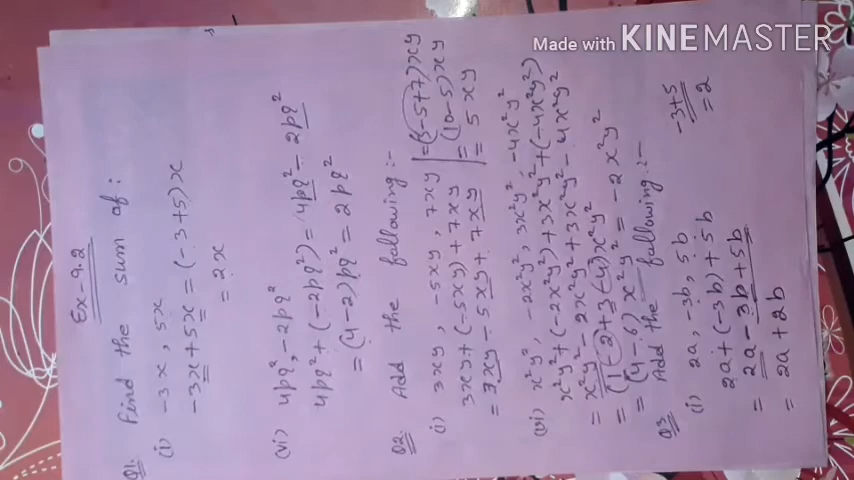 Ex-9.2
Q1. Find the sum of:
(i) -3x, 5x
-3x+5x = (-3+5)x
= 2x
(vi) 4pq², -2pq²
4pq² + (-2pq²) = 4pq² - 2pq²
= (4-2)pq² = 2pq²
Q2. Add the following:-
(i) 3xy, -5xy, 7xy
3xy+(-5xy)+7xy
= 3xy-5xy+7xy
= (3-5+7)xy
= (10-5)xy
= 5xy
(vi) x²y², -2x²y², 3x²y², -4x²y²
x²y²+(-2x²y²)+3x²y²+(-4x²y²)
= x²y²-2x²y²+3x²y²-4x²y²
= (1-2+3-4)x²y²
= (4-6)x²y² = -2x²y²
Q3 Add the following:-
(i) 2a, -3b, 5b
2a+(-3b)+5b
= 2a-3b+5b
= 2a+2b
-3+5
= 2
Made with KINEMASTER